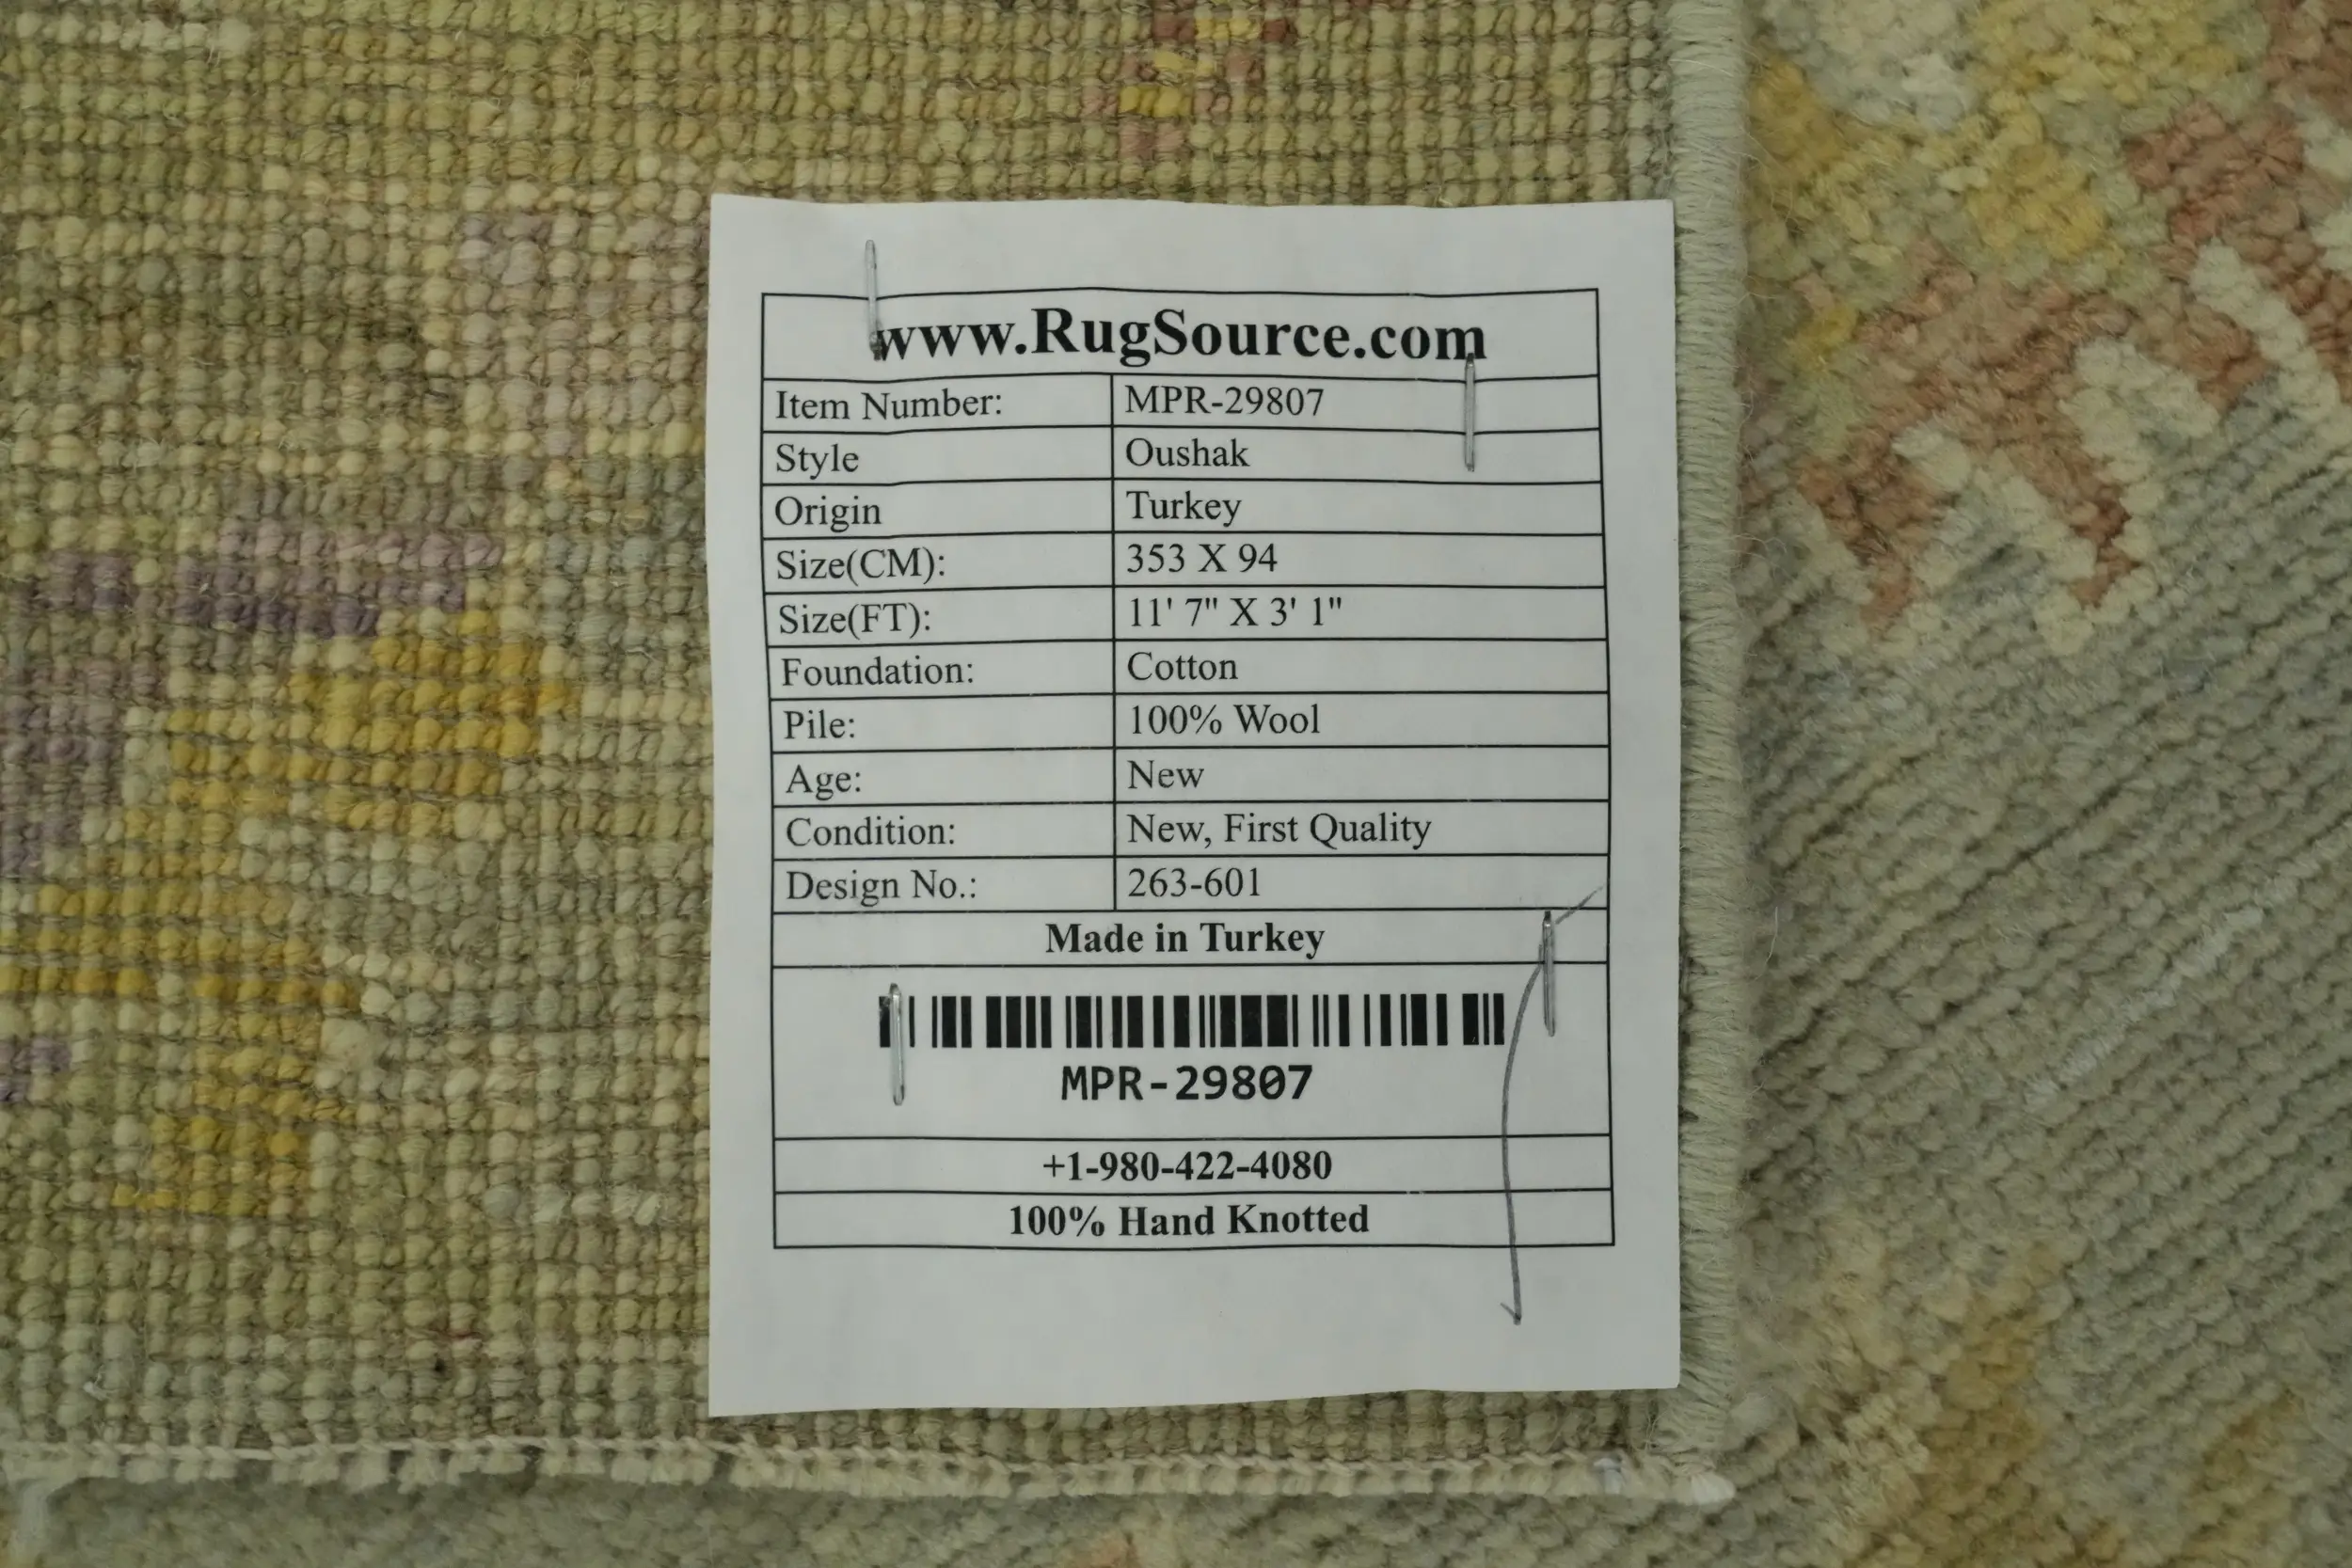 www.RugSource.com
Item Number: MPR-29807
Style Oushak
Origin Turkey
Size(CM): 353 X 94
Size(FT): 11' 7" X 3' 1"
Foundation: Cotton
Pile: 100% Wool
Age: New
Condition: New, First Quality
Design No.: 263-601
Made in Turkey
MPR-29807
+1-980-422-4080
100% Hand Knotted